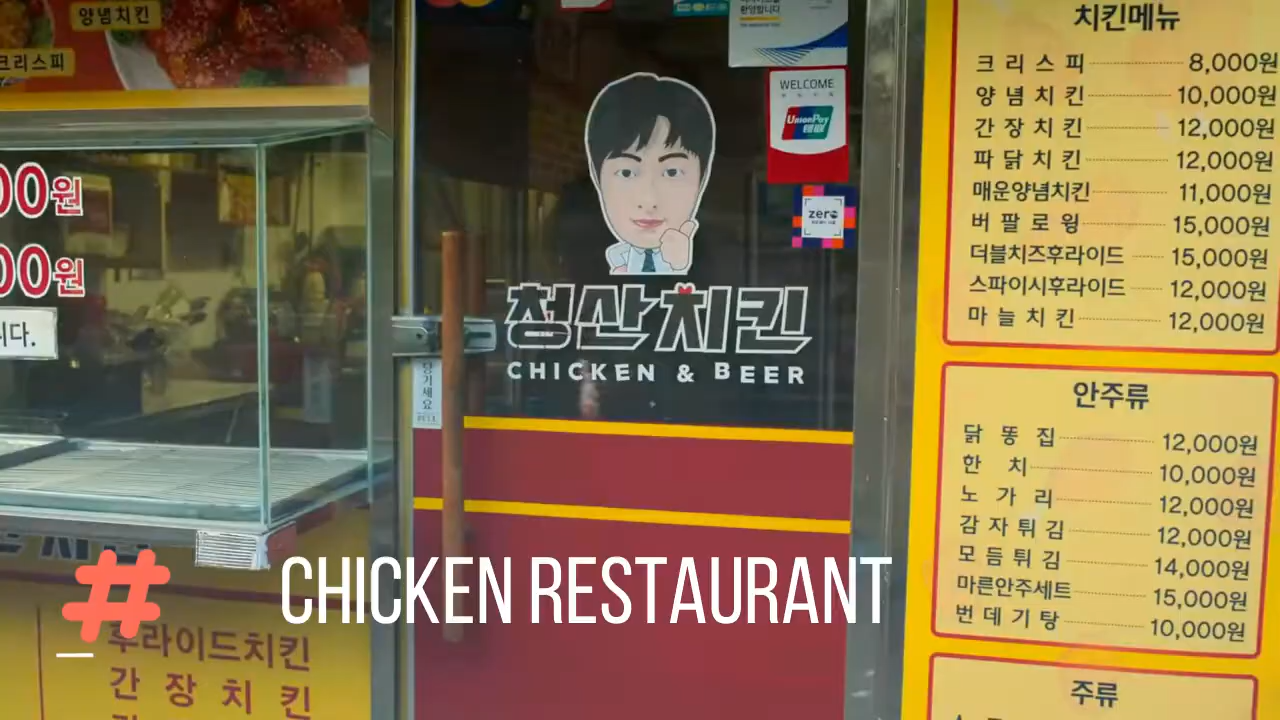 양념치킨
크리스피
00원
00원
니다.
WELCOME
UnionPay
zero
청산치킨
CHICKEN & BEER
당기세요
PULL
치킨메뉴
크리스피 8,000원
양념치킨 10,000원
간장치킨 12,000원
파닭치킨 12,000원
매운양념치킨 11,000원
버팔로윙 15,000원
더블치즈후라이드 15,000원
스파이시후라이드 12,000원
마늘치킨 12,000원
안주류
닭똥집 12,000원
한치 10,000원
노가리 12,000원
감자튀김 12,000원
모듬튀김 14,000원
마른안주세트 15,000원
번데기탕 10,000원
주류
# CHICKEN RESTAURANT
후라이드치킨
간장치킨